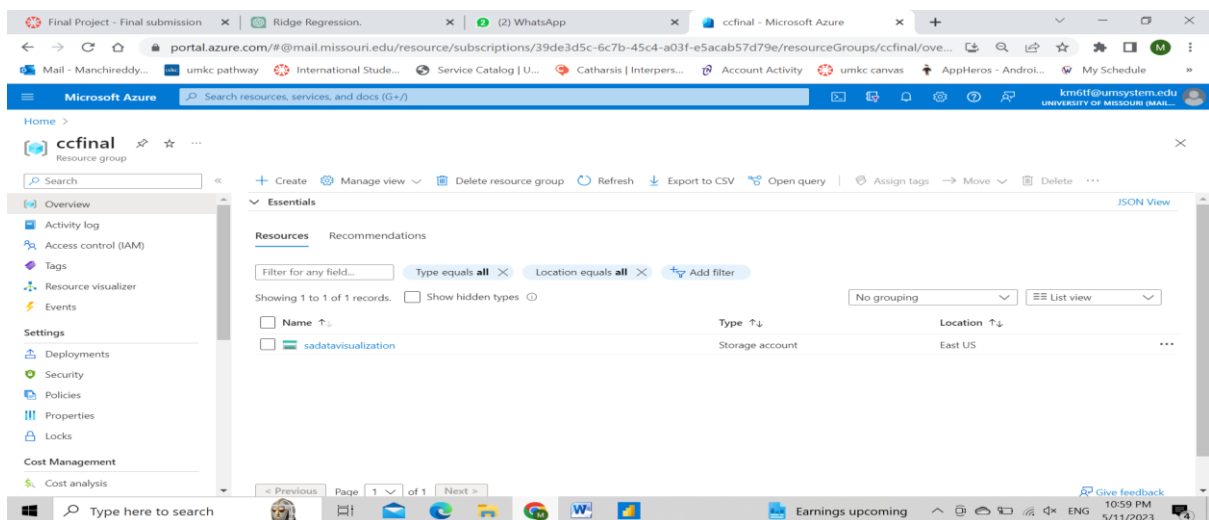 Final Project - Final submission
Ridge Regression.
(2) WhatsApp
ccfinal - Microsoft Azure
portal.azure.com/#@mail.missouri.edu/resource/subscriptions/39de3d5c-6c7b-45c4-a03f-e5acab57d79e/resourceGroups/ccfinal/ove...
M
Mail - Manchireddy...
umkc pathway
International Stude...
Service Catalog | U...
Catharsis | Interpers...
Account Activity
umkc canvas
AppHeros - Androi...
My Schedule
»
Microsoft Azure
Search resources, services, and docs (G+/)
km6tf@umsystem.edu
UNIVERSITY OF MISSOURI (MAIL...
Home >
ccfinal
Resource group
Search
«
Create
Manage view
Delete resource group
Refresh
Export to CSV
Open query
Assign tags
Move
Delete
Overview
Activity log
Access control (IAM)
Tags
Resource visualizer
Events
Settings
Deployments
Security
Policies
Properties
Locks
Cost Management
Cost analysis
Essentials
JSON View
Resources Recommendations
Filter for any field...
Type equals all
Location equals all
Add filter
Showing 1 to 1 of 1 records.
Show hidden types
No grouping
List view
Name Type Location
sadatavisualization Storage account East US
< Previous Page 1 of 1 Next >
Give feedback
Type here to search
Earnings upcoming
ENG
10:59 PM
5/11/2023
4